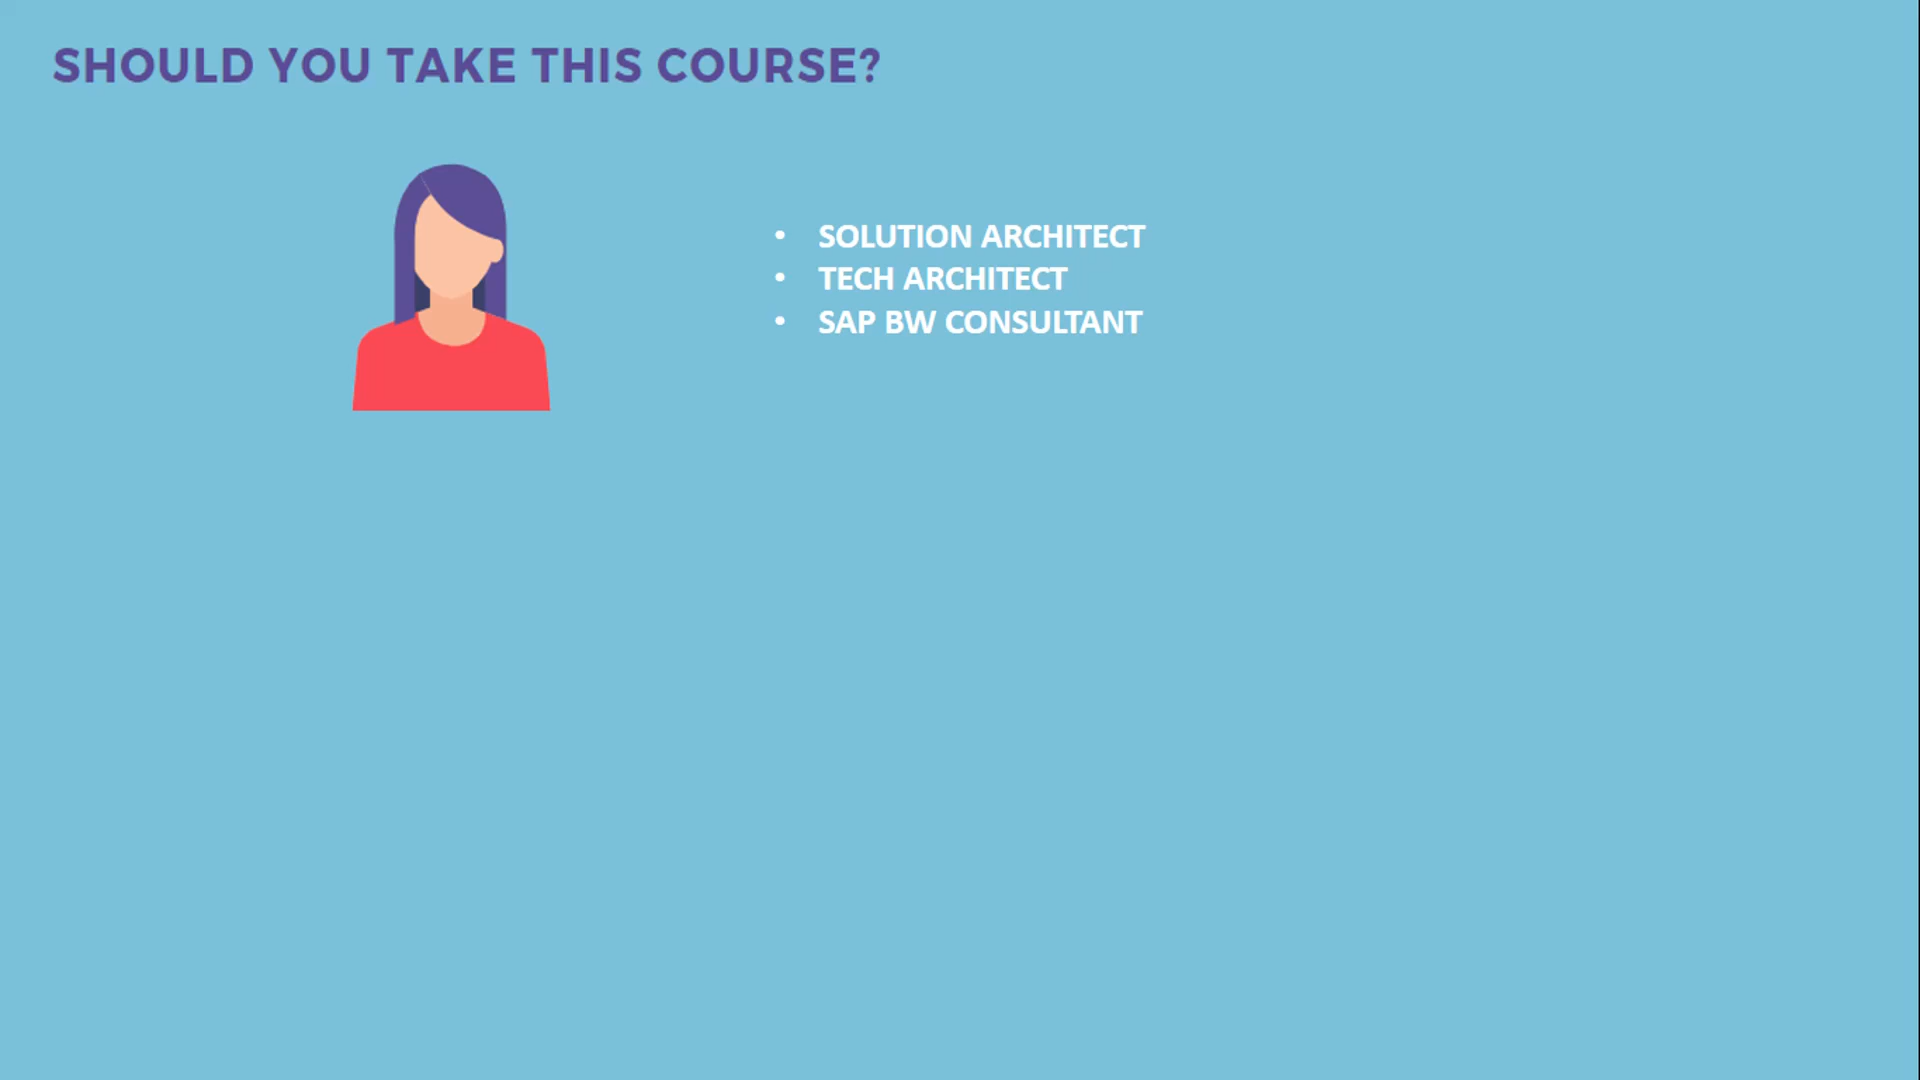 SHOULD YOU TAKE THIS COURSE?
• SOLUTION ARCHITECT
• TECH ARCHITECT
• SAP BW CONSULTANT